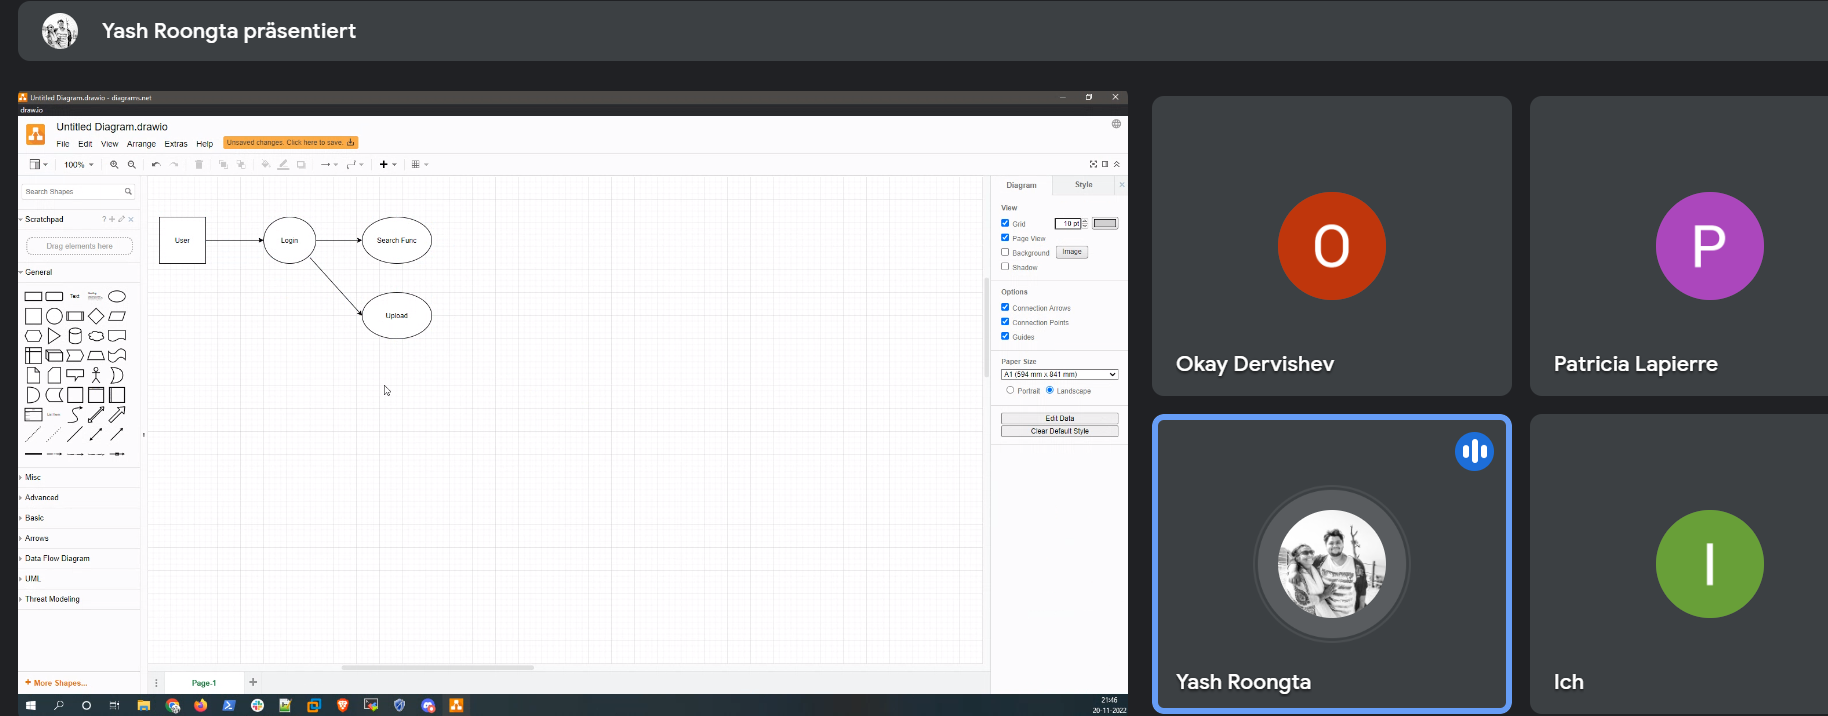 Yash Roongta präsentiert
Untitled Diagram.drawio - diagrams.net
draw.io
Untitled Diagram.drawio
File Edit View Arrange Extras Help
Unsaved changes. Click here to save.
100%
Search Shapes
Scratchpad
?
Drag elements here
General
Text
Misc
Advanced
Basic
Arrows
Data Flow Diagram
UML
Threat Modeling
+ More Shapes...
User
Login
Search Func
Upload
Page-1
Diagram
Style
View
Grid
10 pt
Page View
Background
Image
Shadow
Options
Connection Arrows
Connection Points
Guides
Paper Size
A1 (594 mm x 841 mm)
Portrait
Landscape
Edit Data
Clear Default Style
21:46
20-11-2022
O
Okay Dervishev
P
Patricia Lapierre
Yash Roongta
I
Ich